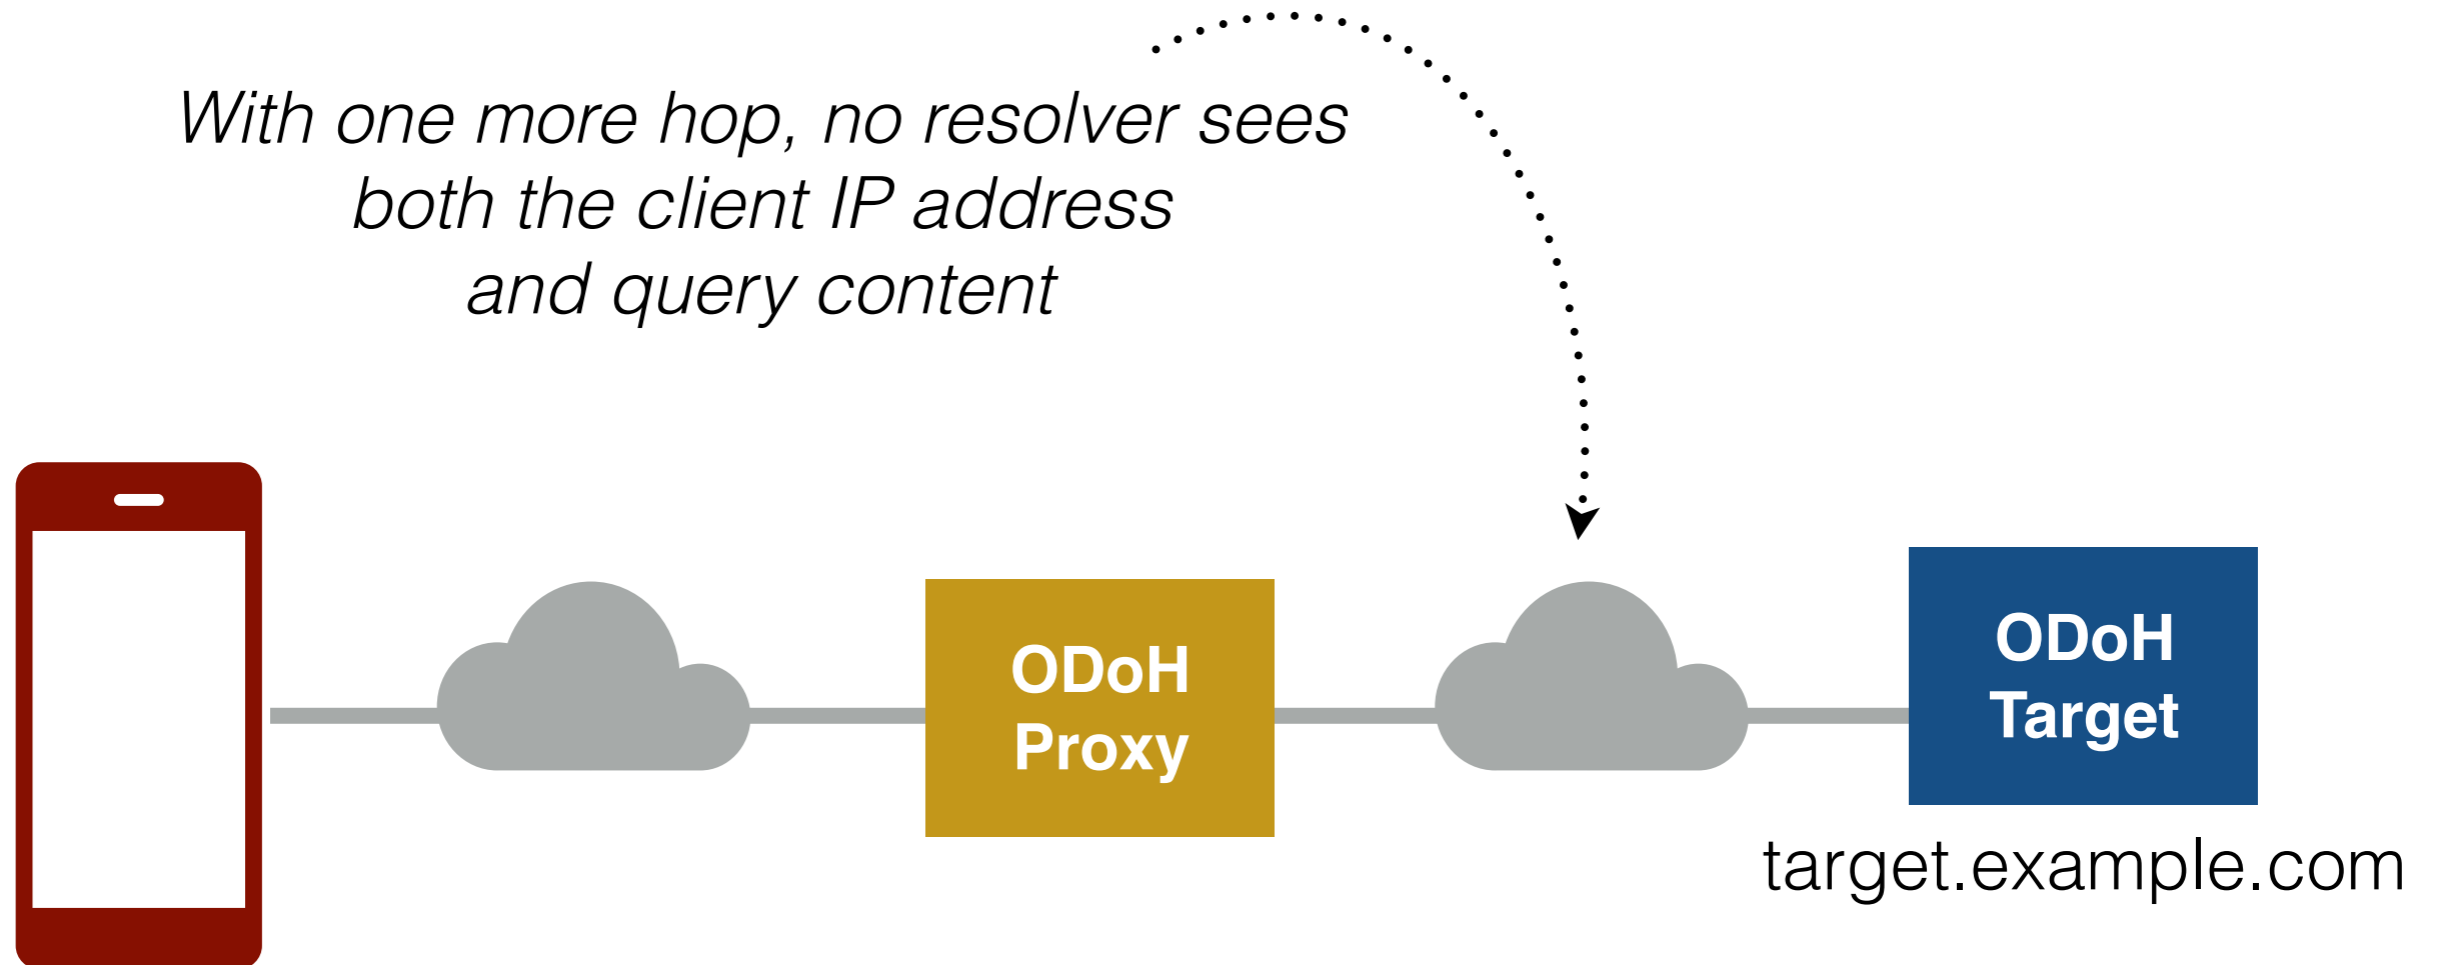 With one more hop, no resolver sees
both the client IP address
and query content
ODoH
Proxy
ODoH
Target
target.example.com